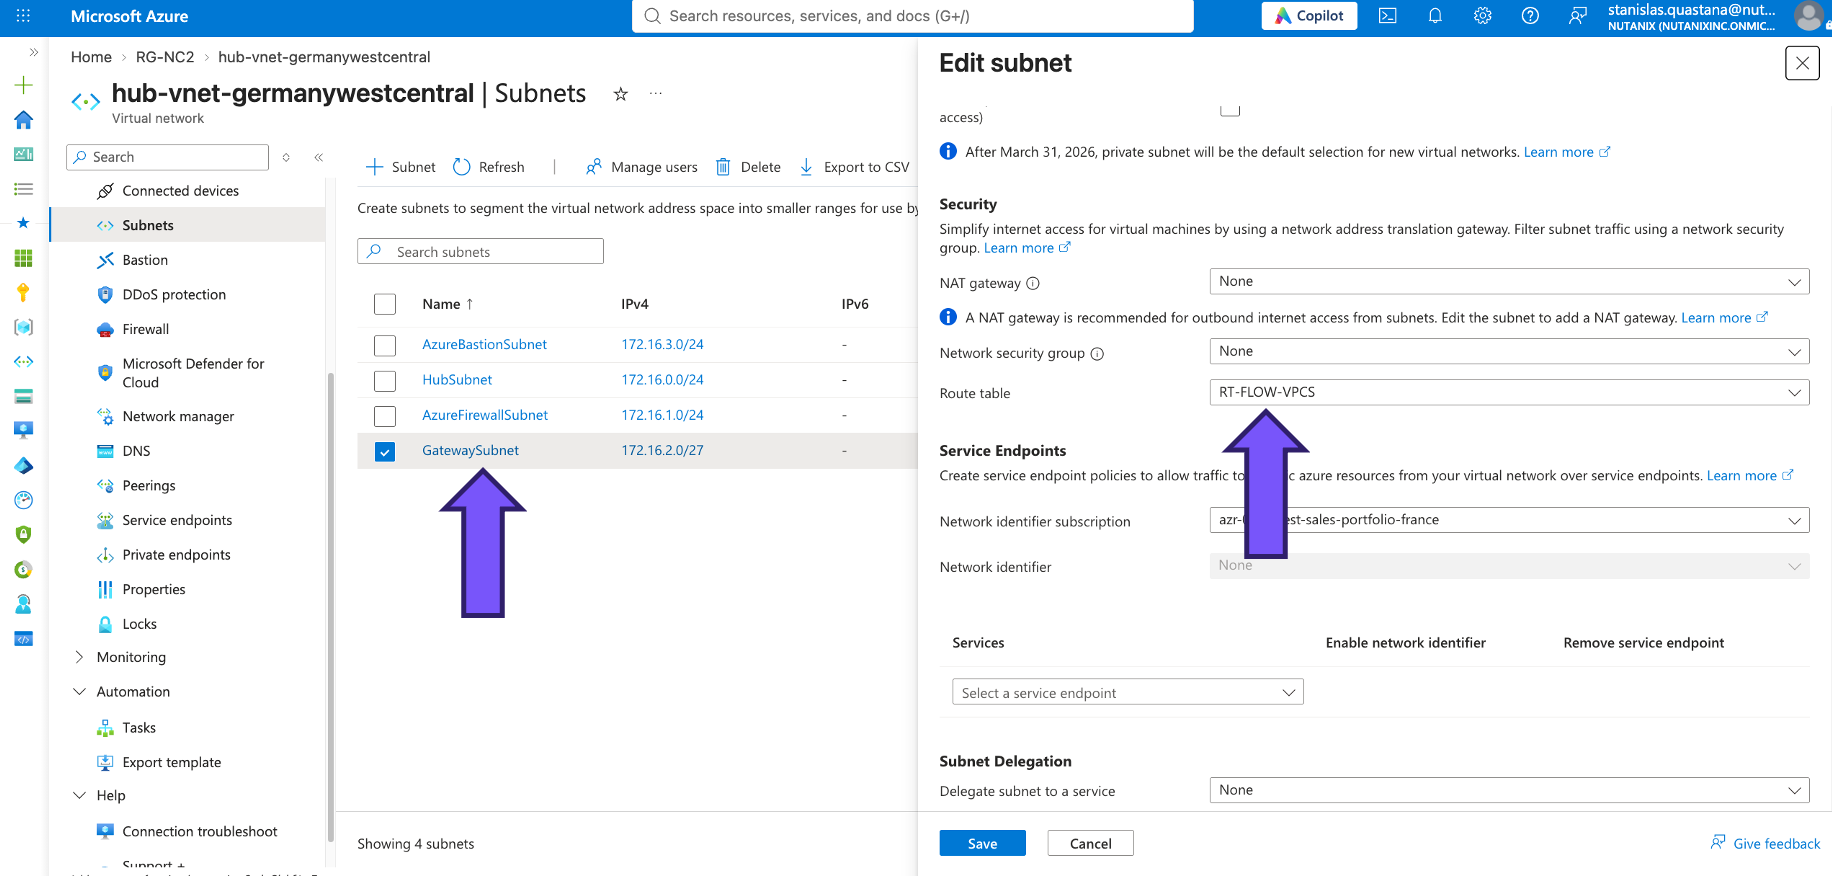 Microsoft Azure
Search resources, services, and docs (G+/)
Copilot
stanislas.quastana@nut...
NUTANIX (NUTANIXINC.ONMIC...
Home > RG-NC2 > hub-vnet-germanywestcentral
hub-vnet-germanywestcentral | Subnets
Virtual network
Search
Connected devices
Subnets
Bastion
DDoS protection
Firewall
Microsoft Defender for
Cloud
Network manager
DNS
Peerings
Service endpoints
Private endpoints
Properties
Locks
Monitoring
Automation
Tasks
Export template
Help
Connection troubleshoot
Support +
Subnet
Refresh
Manage users
Delete
Export to CSV
Create subnets to segment the virtual network address space into smaller ranges for use by
Search subnets
Name ↑ IPv4 IPv6
AzureBastionSubnet 172.16.3.0/24 -
HubSubnet 172.16.0.0/24 -
AzureFirewallSubnet 172.16.1.0/24 -
GatewaySubnet 172.16.2.0/27 -
Showing 4 subnets
Edit subnet
access)
After March 31, 2026, private subnet will be the default selection for new virtual networks. Learn more
Security
Simplify internet access for virtual machines by using a network address translation gateway. Filter subnet traffic using a network security
group. Learn more
NAT gateway None
A NAT gateway is recommended for outbound internet access from subnets. Edit the subnet to add a NAT gateway. Learn more
Network security group None
Route table RT-FLOW-VPCS
Service Endpoints
Create service endpoint policies to allow traffic to azure resources from your virtual network over service endpoints. Learn more
Network identifier subscription azr- est-sales-portfolio-france
Network identifier None
Services Enable network identifier Remove service endpoint
Select a service endpoint
Subnet Delegation
Delegate subnet to a service None
Save
Cancel
Give feedback